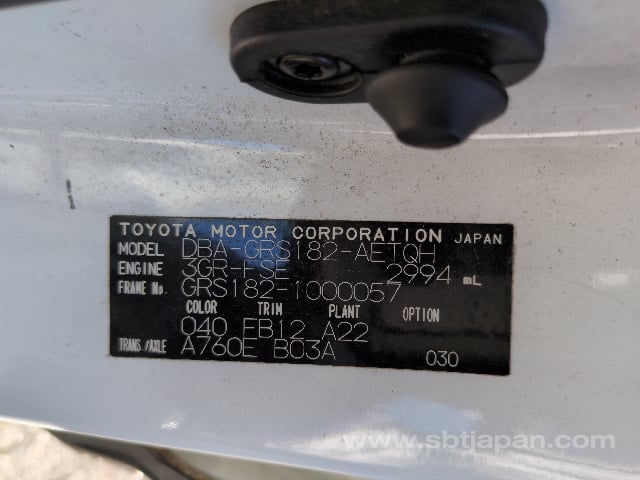 TOYOTA MOTOR CORPORATION JAPAN
MODEL DBA-GRS182-AETQH
ENGINE 3GR-FSE 2994 mL
FRAME No. GRS182-1000057
COLOR TRIM PLANT OPTION
040 FB12 A22
TRANS/AXLE A760E B03A 030
www.sbtjapan.com